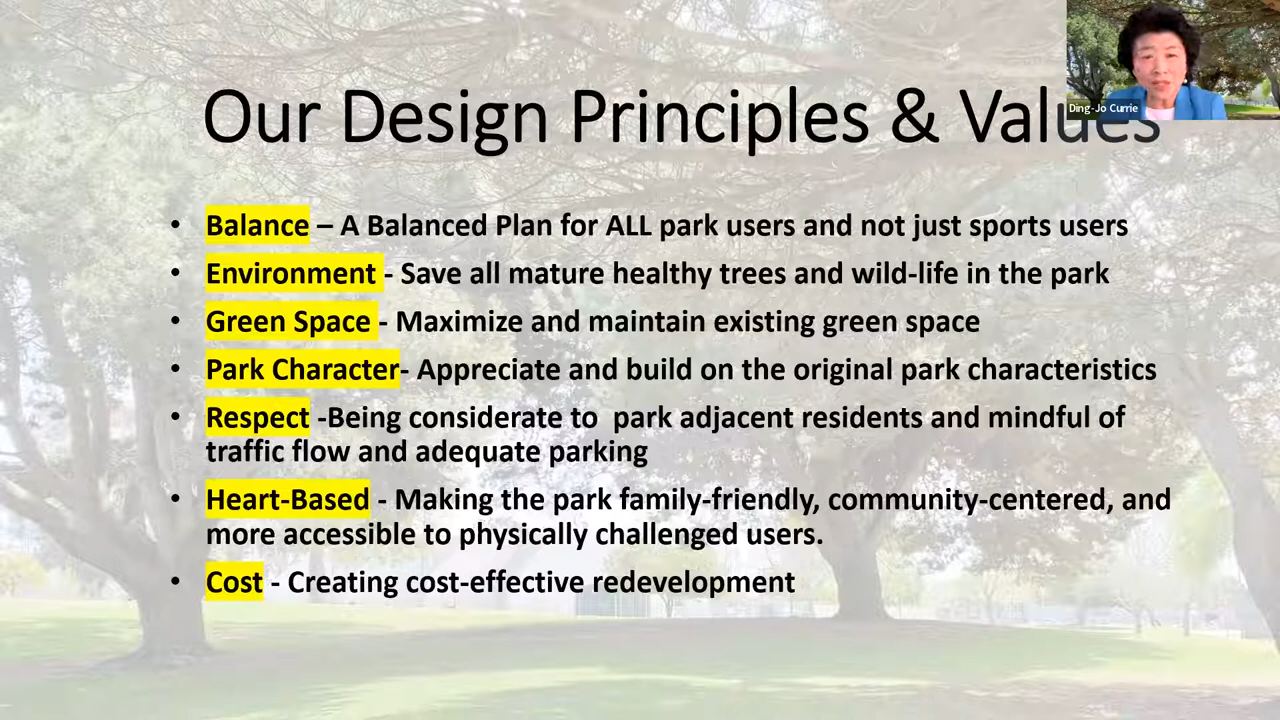 Our Design Principles & Values
Ding-Jo Currie
• Balance – A Balanced Plan for ALL park users and not just sports users
• Environment - Save all mature healthy trees and wild-life in the park
• Green Space - Maximize and maintain existing green space
• Park Character- Appreciate and build on the original park characteristics
• Respect -Being considerate to  park adjacent residents and mindful of
traffic flow and adequate parking
• Heart-Based - Making the park family-friendly, community-centered, and
more accessible to physically challenged users.
• Cost - Creating cost-effective redevelopment